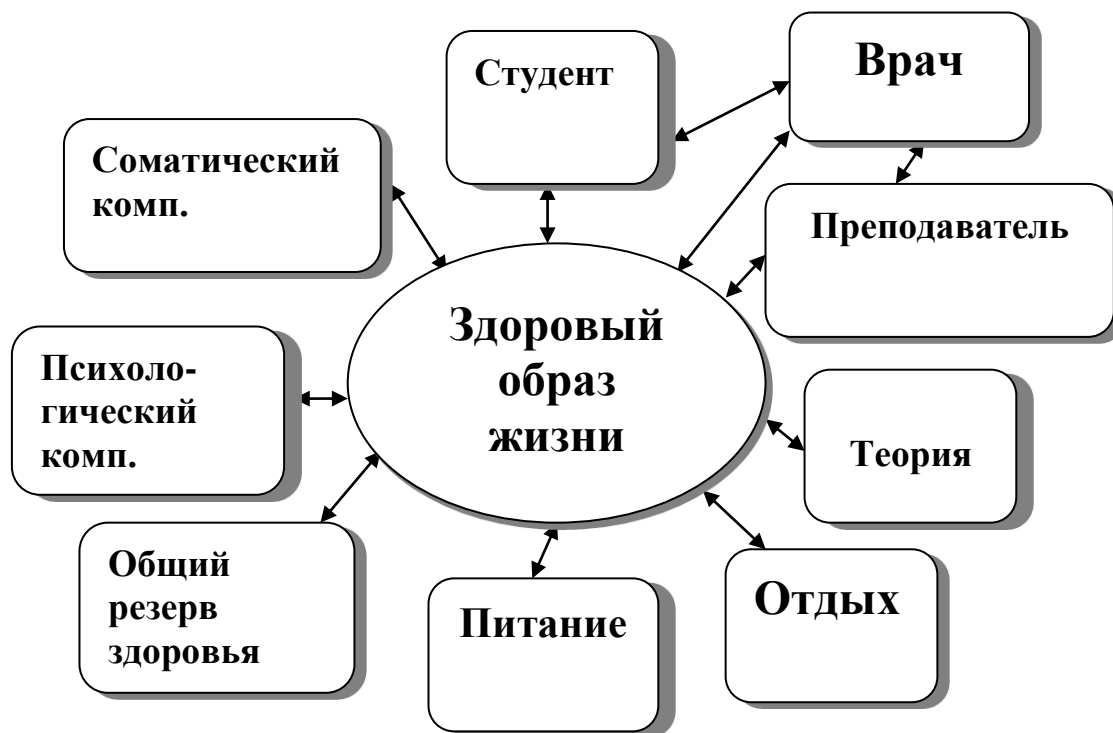 Студент
Врач
Соматический
комп.
Преподаватель
Здоровый
образ
жизни
Психоло-
гический
комп.
Теория
Общий
резерв
здоровья
Питание
Отдых